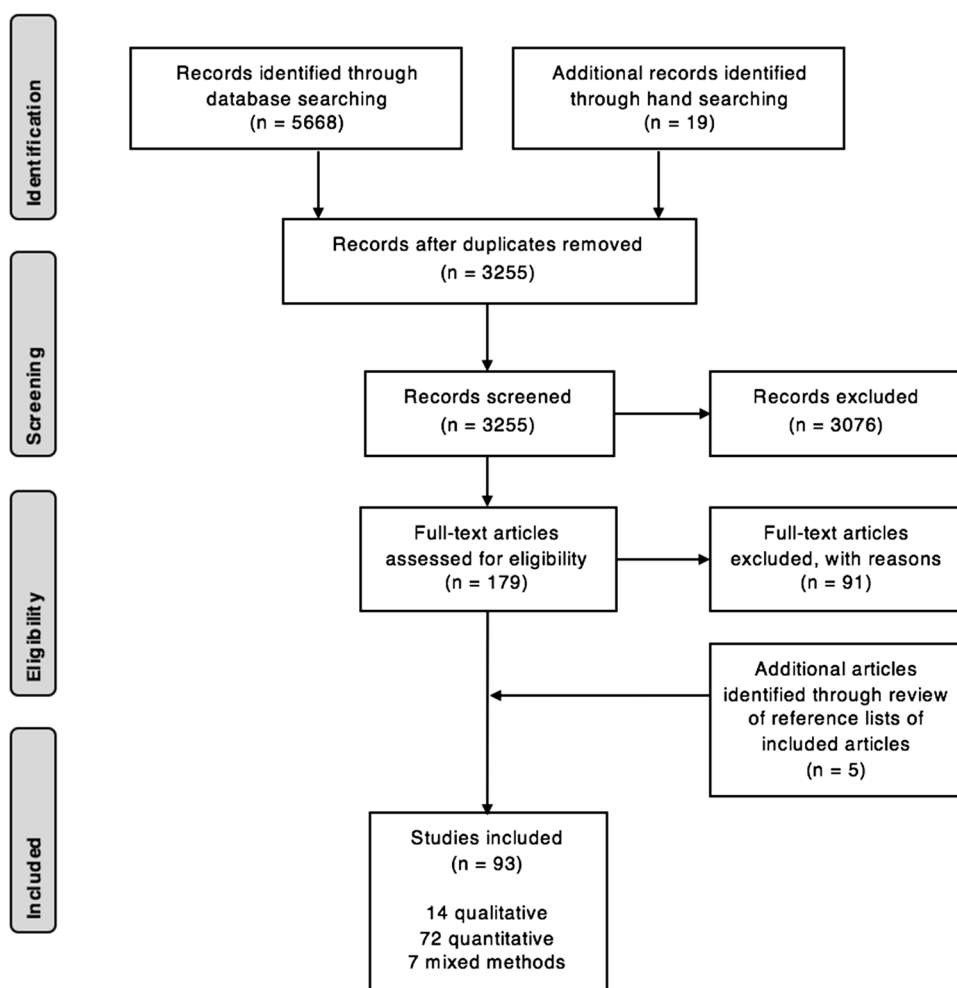 Identification
Records identified through
database searching
(n = 5668)
Additional records identified
through hand searching
(n = 19)
Records after duplicates removed
(n = 3255)
Screening
Records screened
(n = 3255)
Records excluded
(n = 3076)
Eligibility
Full-text articles
assessed for eligibility
(n = 179)
Full-text articles
excluded, with reasons
(n = 91)
Additional articles
identified through review
of reference lists of
included articles
(n = 5)
Included
Studies included
(n = 93)
14 qualitative
72 quantitative
7 mixed methods